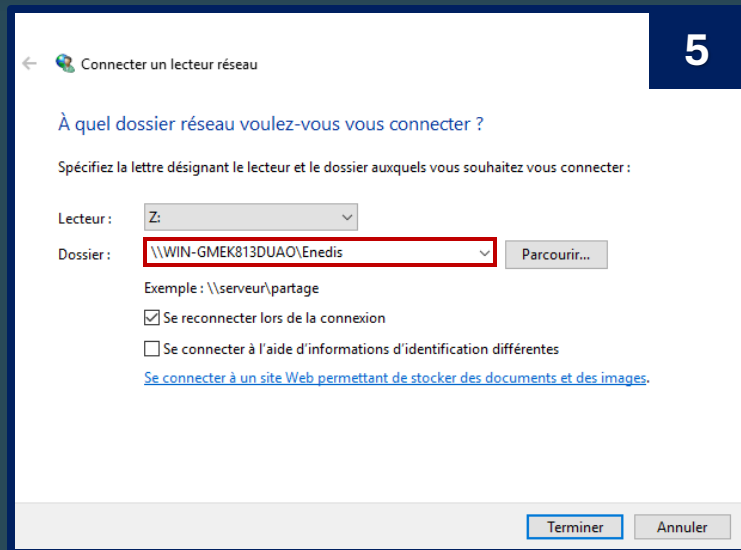 5
Connecter un lecteur réseau
À quel dossier réseau voulez-vous vous connecter ?
Spécifiez la lettre désignant le lecteur et le dossier auxquels vous souhaitez vous connecter :
Lecteur : Z:
Dossier : \\WIN-GMEK813DUAO\Enedis Parcourir...
Exemple : \\serveur\partage
Se reconnecter lors de la connexion
Se connecter à l'aide d'informations d'identification différentes
Se connecter à un site Web permettant de stocker des documents et des images.
Terminer Annuler